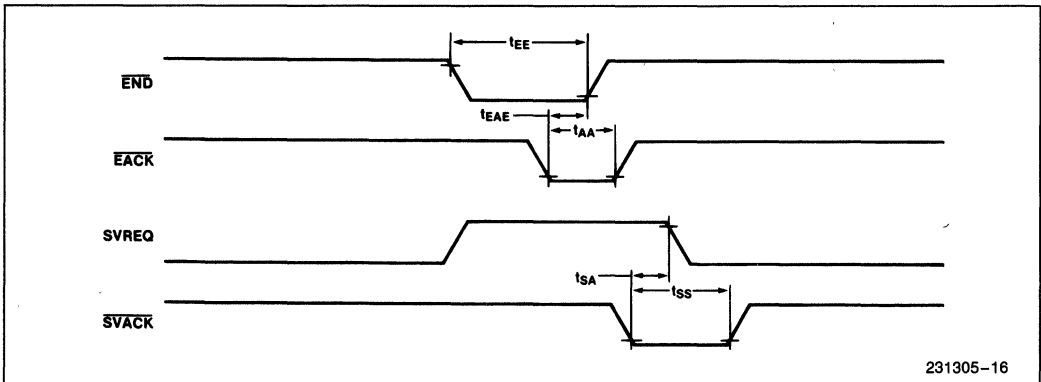 tEE
END
tEAE
tAA
EACK
SVREQ
tSA
tSS
SVACK
231305-16